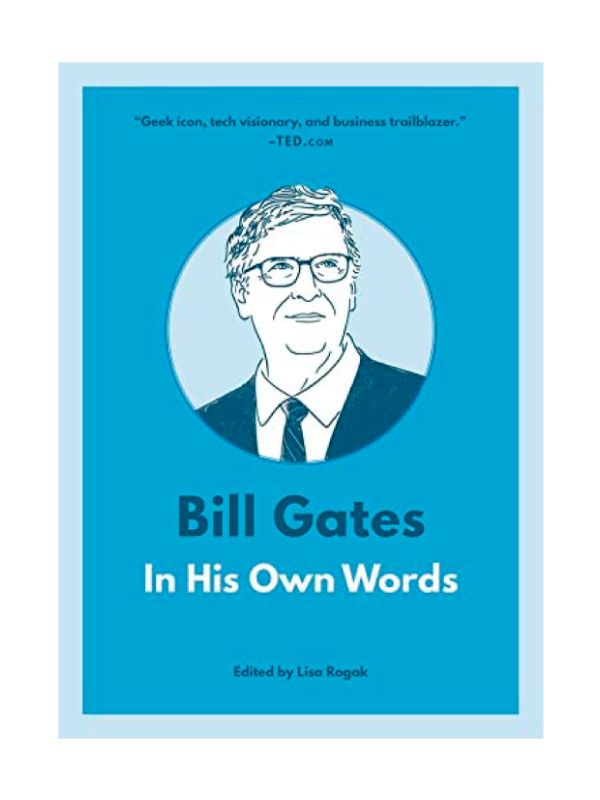 “Geek icon, tech visionary, and business trailblazer.”
–TED.COM
Bill Gates
In His Own Words
Edited by Lisa Rogak